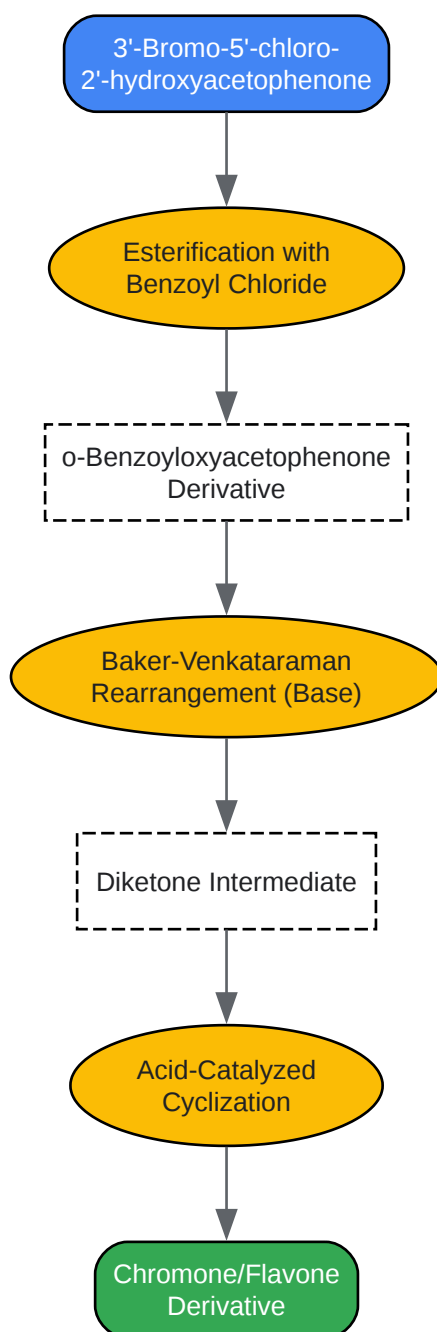 3'-Bromo-5'-chloro-
2'-hydroxyacetophenone
Esterification with
Benzoyl Chloride
o-Benzoyloxyacetophenone
Derivative
Baker-Venkataraman
Rearrangement (Base)
Diketone Intermediate
Acid-Catalyzed
Cyclization
Chromone/Flavone
Derivative